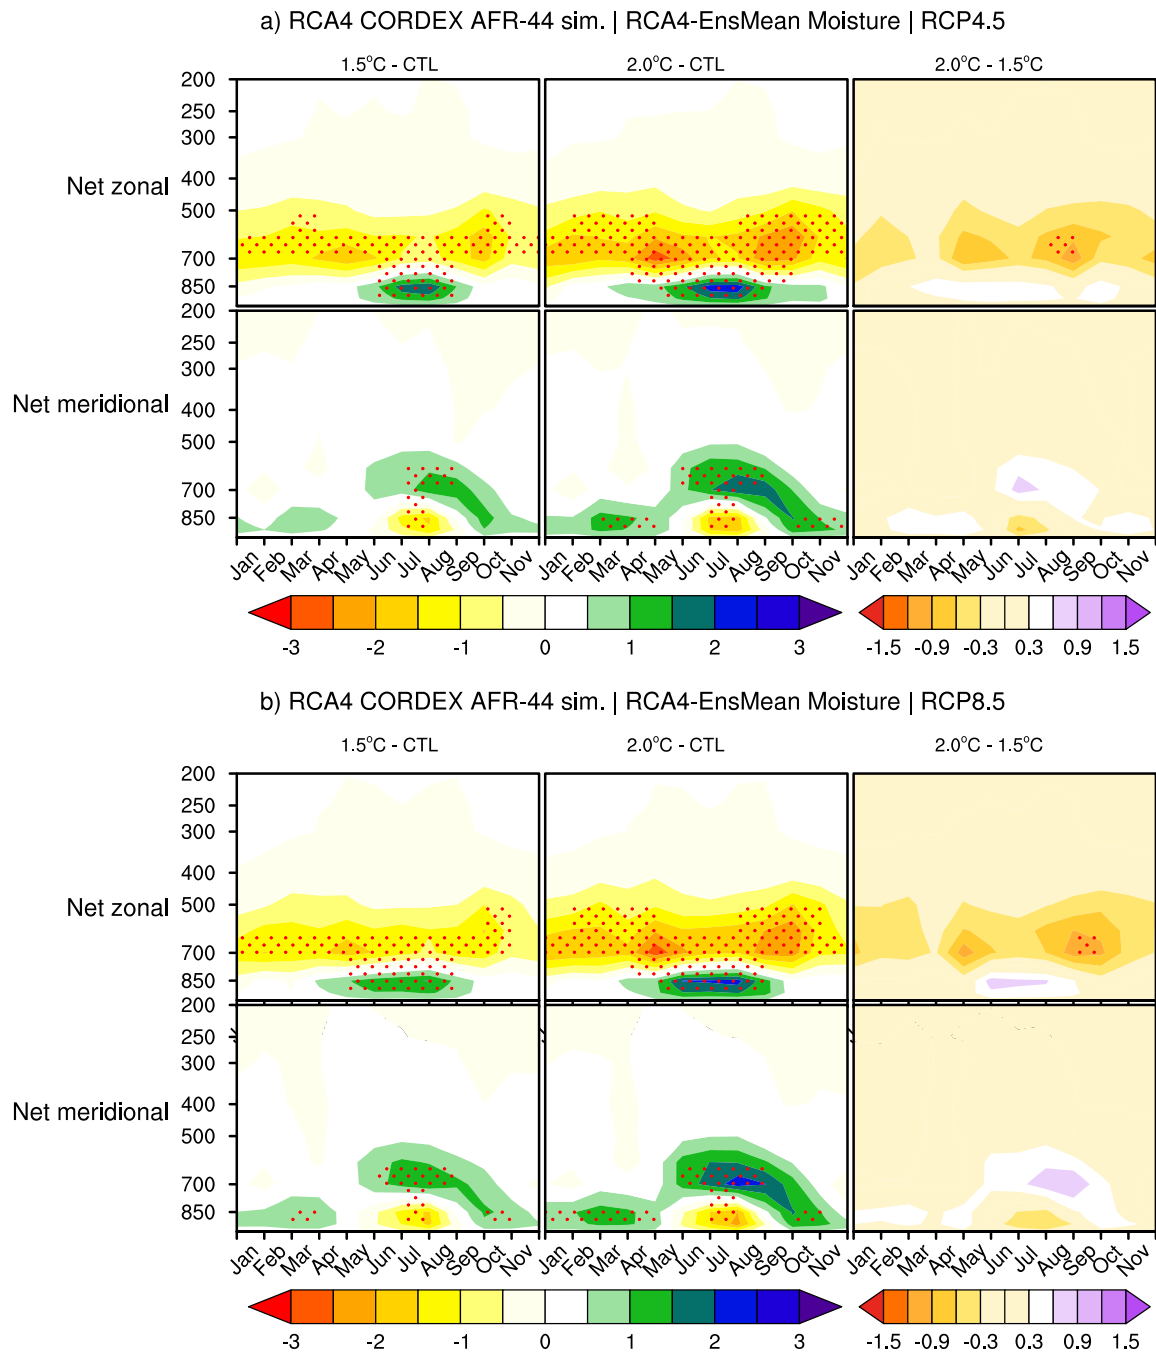 a) RCA4 CORDEX AFR-44 sim. | RCA4-EnsMean Moisture | RCP4.5
1.5°C - CTL 2.0°C - CTL 2.0°C - 1.5°C
200
250
300
400
500
700
850
Net zonal
200
250
300
400
500
700
850
Net meridional
Jan Feb Mar Apr May Jun Jul Aug Sep Oct Nov Jan Feb Mar Apr May Jun Jul Aug Sep Oct Nov Jan Feb Mar Apr May Jun Jul Aug Sep Oct Nov
-3 -2 -1 0 1 2 3 -1.5 -0.9 -0.3 0.3 0.9 1.5
b) RCA4 CORDEX AFR-44 sim. | RCA4-EnsMean Moisture | RCP8.5
1.5°C - CTL 2.0°C - CTL 2.0°C - 1.5°C
200
250
300
400
500
700
850
Net zonal
200
250
300
400
500
700
850
Net meridional
Jan Feb Mar Apr May Jun Jul Aug Sep Oct Nov Jan Feb Mar Apr May Jun Jul Aug Sep Oct Nov Jan Feb Mar Apr May Jun Jul Aug Sep Oct Nov
-3 -2 -1 0 1 2 3 -1.5 -0.9 -0.3 0.3 0.9 1.5